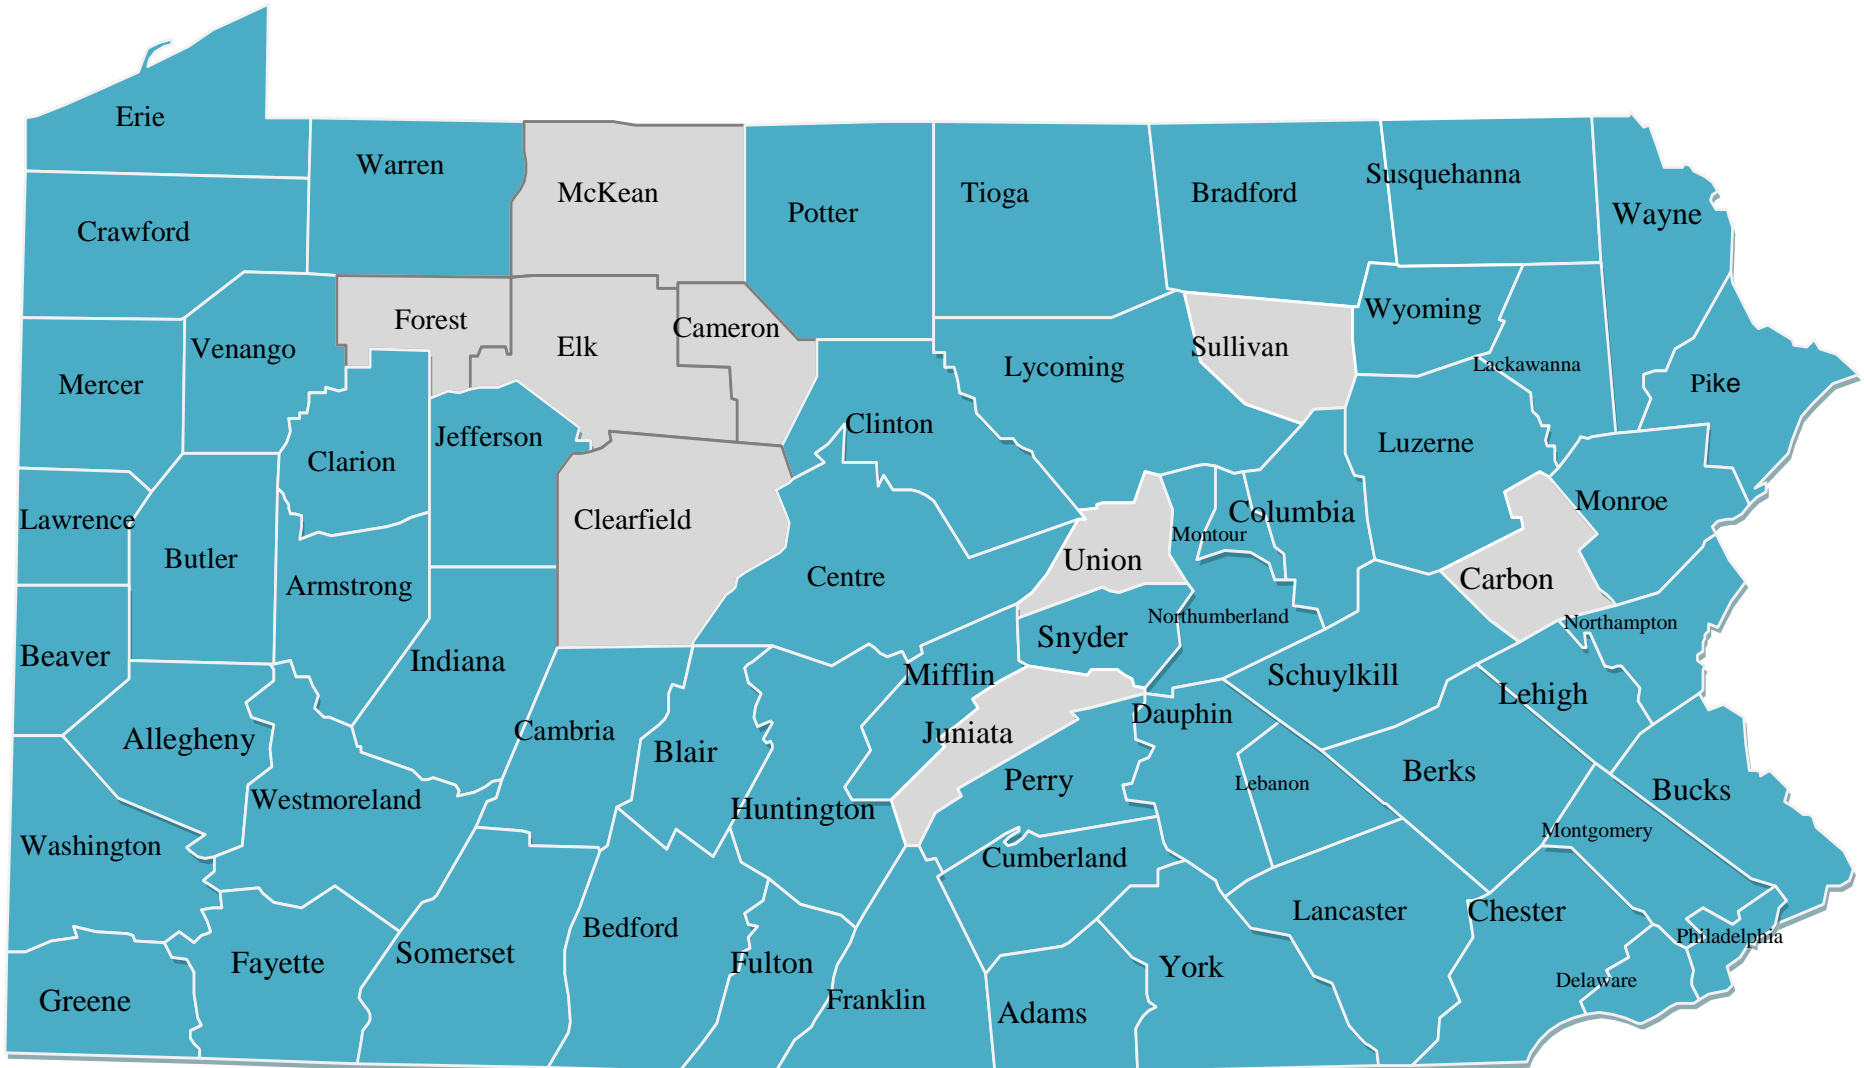 Erie
Warren
McKean
Potter
Tioga
Bradford
Susquehanna
Wayne
Crawford
Forest
Elk
Cameron
Venango
Mercer
Lycoming
Sullivan
Wyoming
Lackawanna
Pike
Clinton
Jefferson
Clarion
Luzerne
Lawrence
Butler
Clearfield
Columbia
Montour
Monroe
Armstrong
Centre
Union
Carbon
Northumberland
Northampton
Beaver
Indiana
Snyder
Mifflin
Schuylkill
Lehigh
Allegheny
Cambria
Blair
Juniata
Dauphin
Perry
Lebanon
Berks
Bucks
Westmoreland
Huntington
Montgomery
Washington
Cumberland
Bedford
Lancaster
Chester
Philadelphia
Somerset
Fayette
Fulton
York
Delaware
Greene
Franklin
Adams